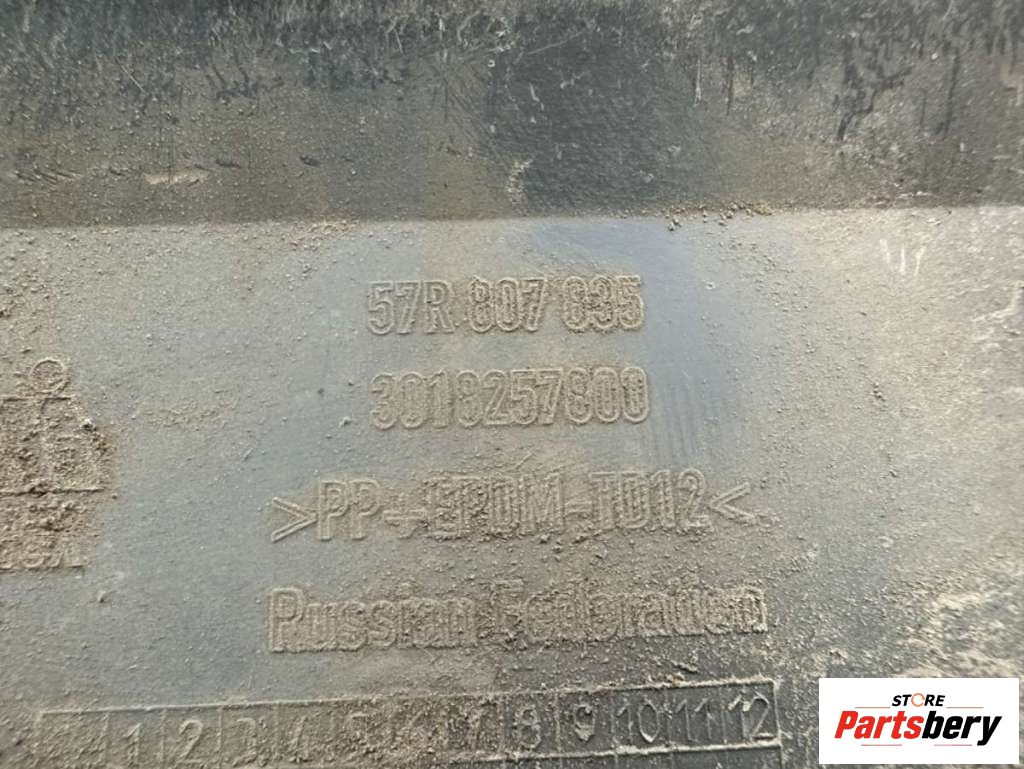 57R 807 835
3018257800
>PP+EPDM-TD12<
Russian Federation
1 2 3 4 5 6 7 8 9 10 11 12
STORE
Partsbery